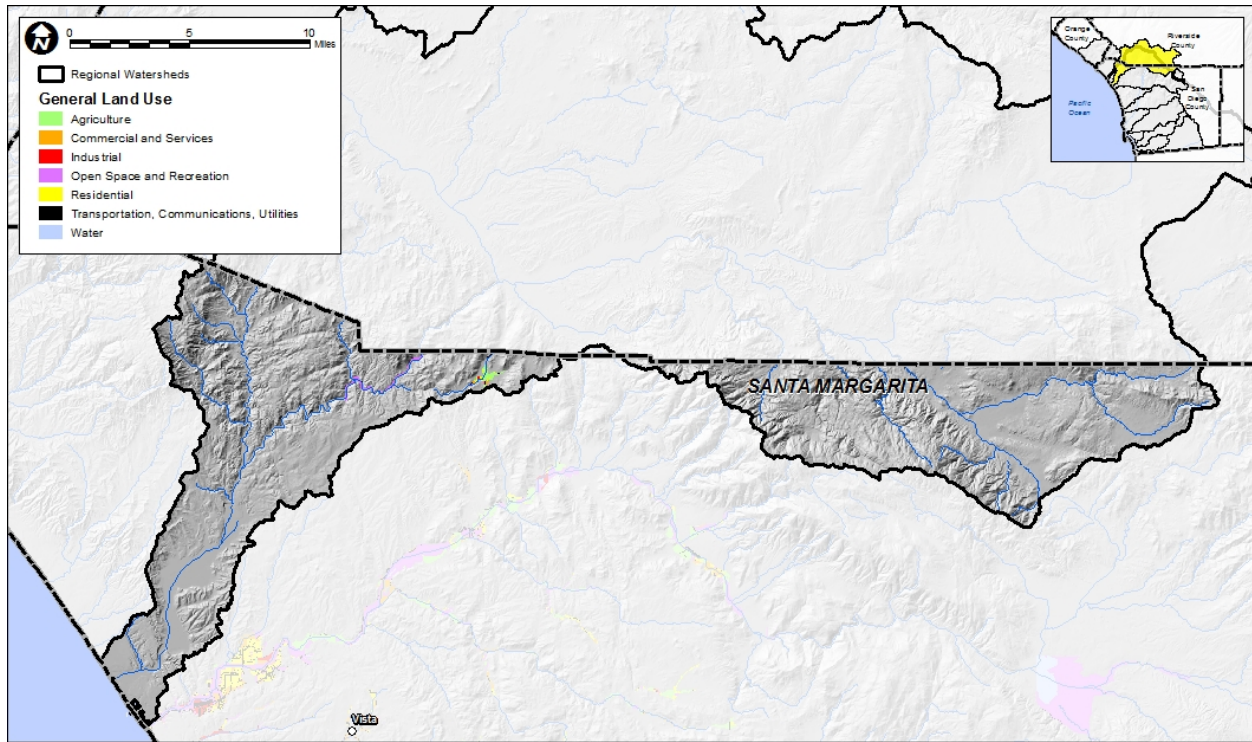 N
0 5 10
Miles
Regional Watersheds
General Land Use
Agriculture
Commercial and Services
Industrial
Open Space and Recreation
Residential
Transportation, Communications, Utilities
Water
Orange
County
Riverside
County
San
Diego
County
Pacific
Ocean
SANTA MARGARITA
Vista